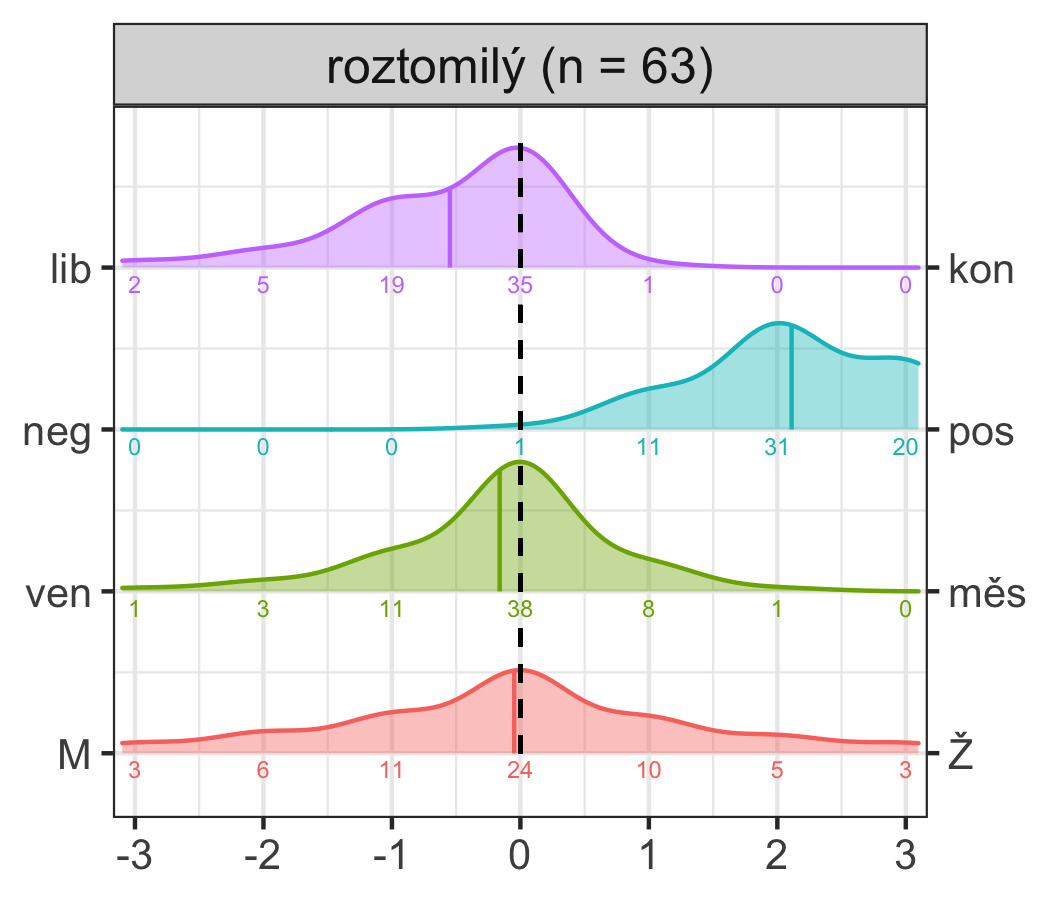 roztomilý (n = 63)
lib kon
2 5 19 35 1 0 0
neg pos
0 0 0 1 11 31 20
ven měs
1 3 11 38 8 1 0
M Ž
3 6 11 24 10 5 3
-3 -2 -1 0 1 2 3